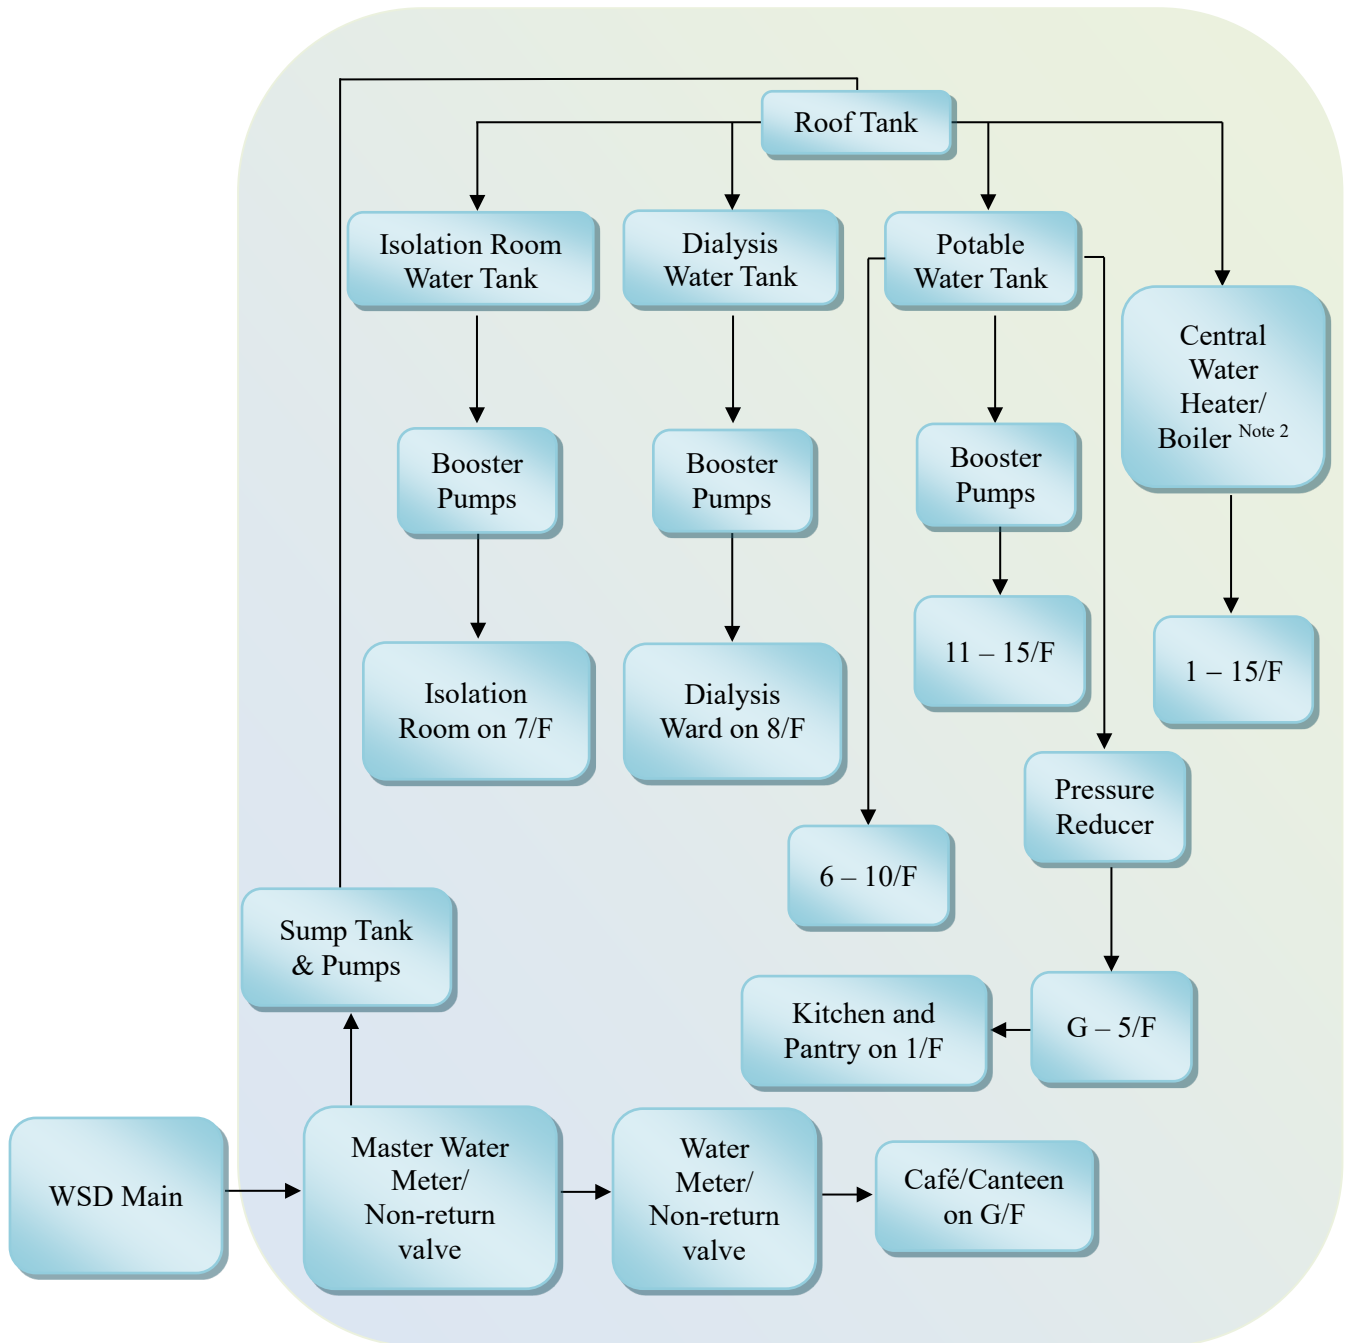 Roof Tank
Isolation Room
Water Tank
Dialysis
Water Tank
Potable
Water Tank
Central
Water
Heater/
Boiler Note 2
Booster
Pumps
Booster
Pumps
Booster
Pumps
11 – 15/F
1 – 15/F
Isolation
Room on 7/F
Dialysis
Ward on 8/F
Pressure
Reducer
6 – 10/F
Sump Tank
& Pumps
Kitchen and
Pantry on 1/F
G – 5/F
WSD Main
Master Water
Meter/
Non-return
valve
Water
Meter/
Non-return
valve
Café/Canteen
on G/F